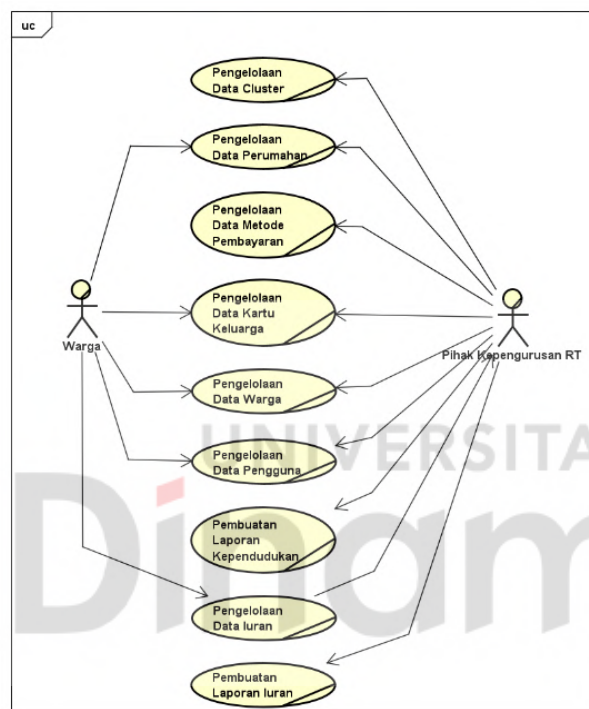 uc
Pengelolaan
Data Cluster
Pengelolaan
Data Perumahan
Pengelolaan
Data Metode
Pembayaran
Pengelolaan
Data Kartu
Keluarga
Warga
Pihak Kepengurusan RT
Pengelolaan
Data Warga
Pengelolaan
Data Pengguna
UNIVERSITA
Dinam
Pembuatan
Laporan
Kependudukan
Pengelolaan
Data Iuran
Pembuatan
Laporan Iuran